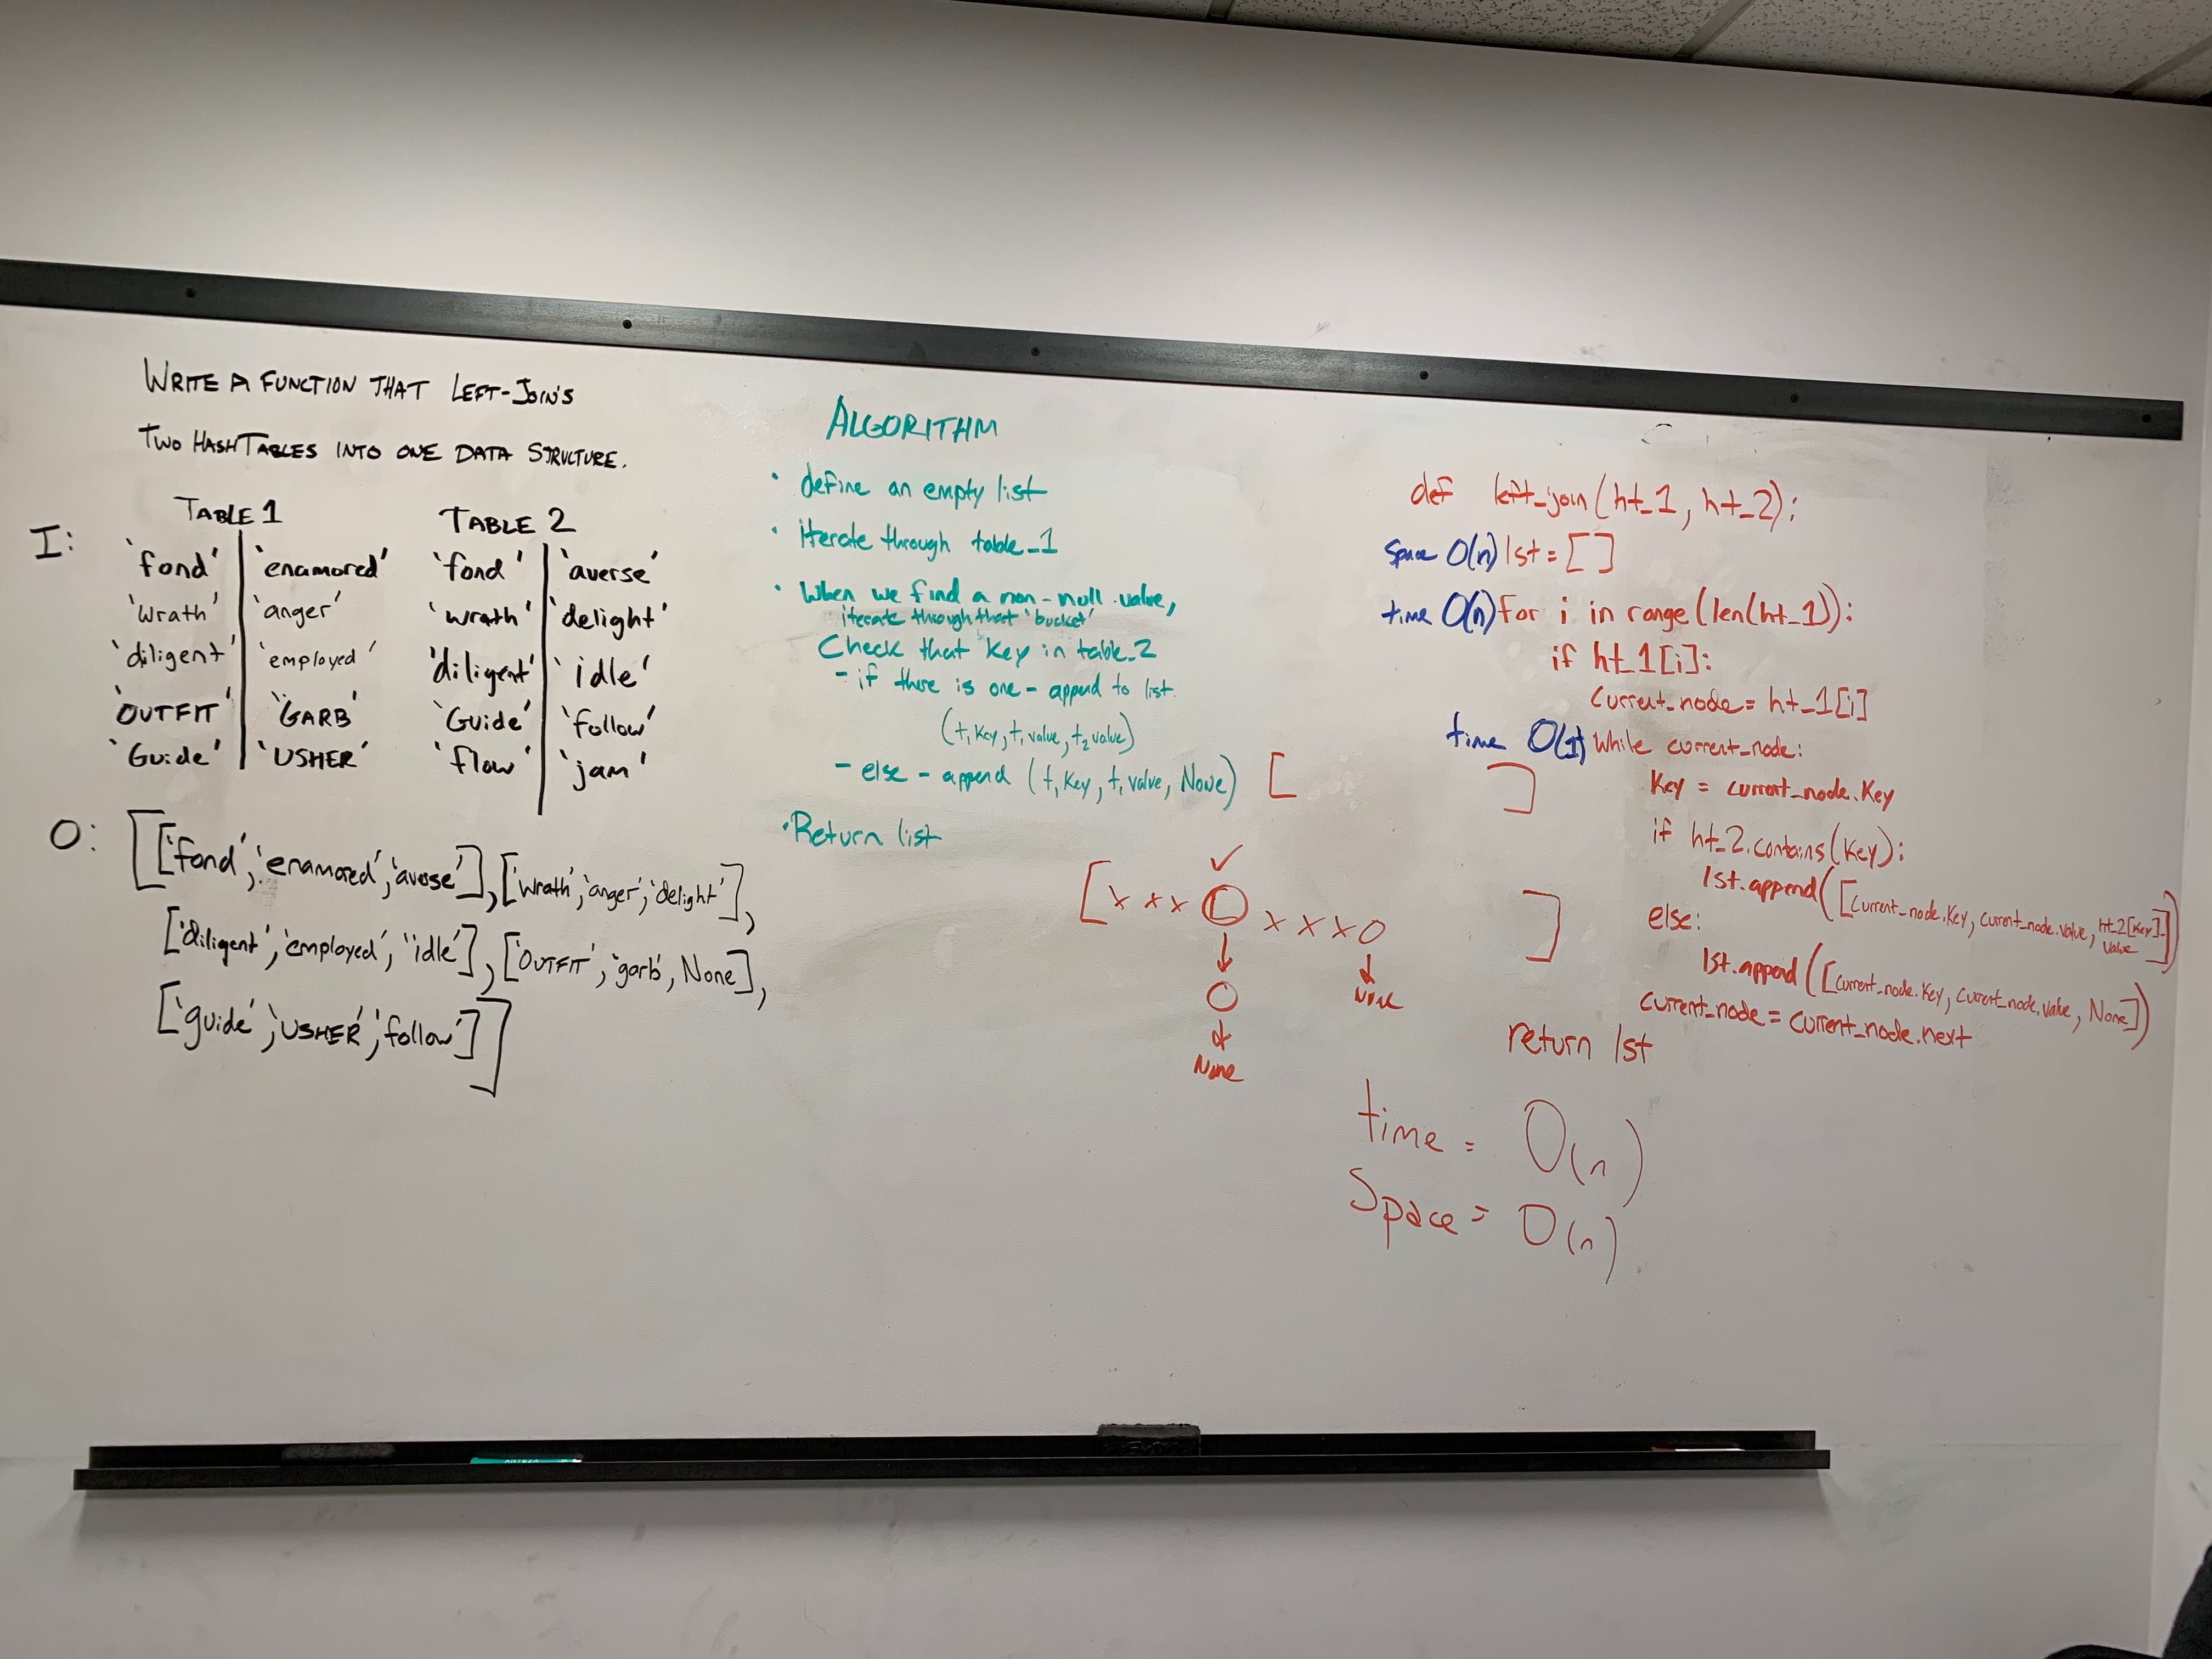 WRITE A FUNCTION THAT LEFT-JOIN'S
TWO HASHTABLES INTO ONE DATA STRUCTURE.
I:
TABLE 1
'fond' 'enamored'
'wrath' 'anger'
'diligent' 'employed'
'OUTFIT' 'GARB'
'Guide' 'USHER'
TABLE 2
'fond' 'averse'
'wrath' 'delight'
'diligent' 'idle'
'Guide' 'follow'
'flow' 'jam'
O: [['fond','enamored','averse'],['wrath','anger','delight'],
['diligent','employed','idle'],['OUTFIT','garb', None],
['guide','USHER','follow']]
ALGORITHM
• define an empty list
• iterate through table_1
• When we find a non-null value,
iterate through that 'bucket'
Check that key in table_2
- if there is one - append to list
(t, key, t, value, t2 value)
- else - append (t, key, t, value, None)
• Return list
[ ]
✓
[x x x O x x x O ]
O
None
None
def left_join(ht_1, ht_2):
space O(n) lst = []
time O(n) for i in range(len(ht_1)):
if ht_1[i]:
current_node = ht_1[i]
time O(1) while current_node:
key = current_node.key
if ht_2.contains(key):
lst.append([current_node.key, current_node.value, ht_2[key].
value])
else:
lst.append([current_node.key, current_node.value, None])
current_node = current_node.next
return lst
time = O(n)
Space = O(n)